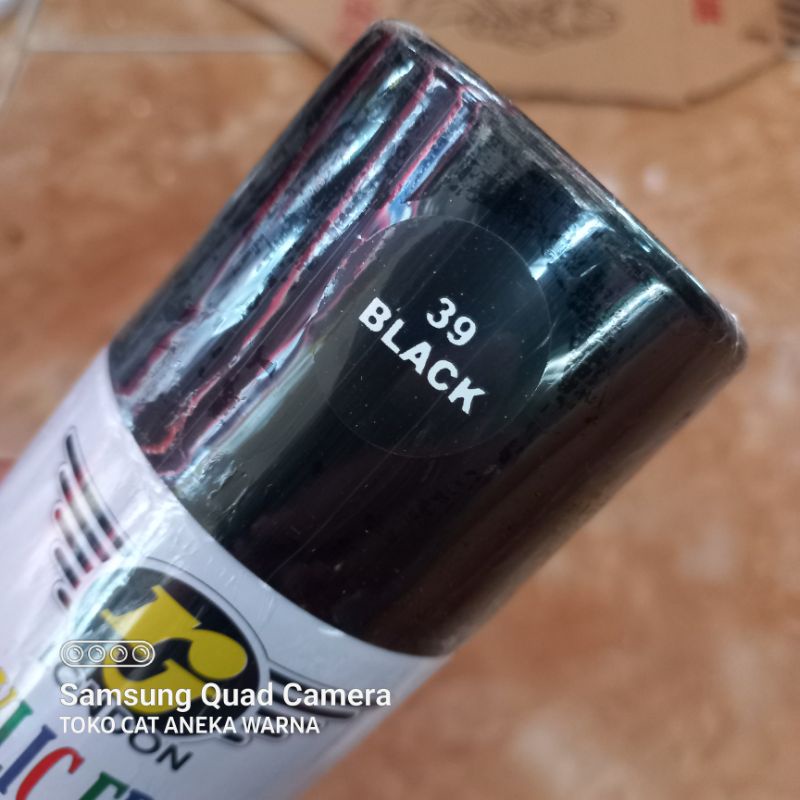 39
BLACK
Samsung Quad Camera
TOKO CAT ANEKA WARNA